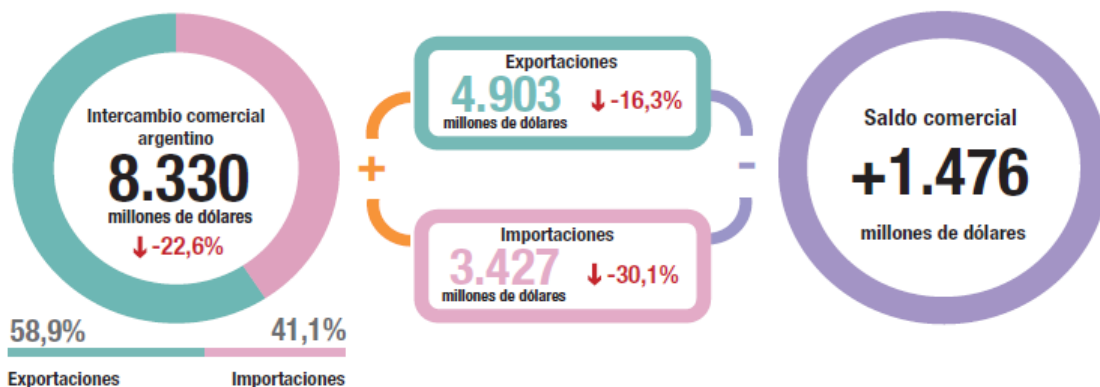 Intercambio comercial
argentino
8.330
millones de dólares
↓ -22,6%
58,9%
41,1%
Exportaciones
Importaciones
+
Exportaciones
4.903
↓ -16,3%
millones de dólares
Importaciones
3.427
↓ -30,1%
millones de dólares
-
Saldo comercial
+1.476
millones de dólares